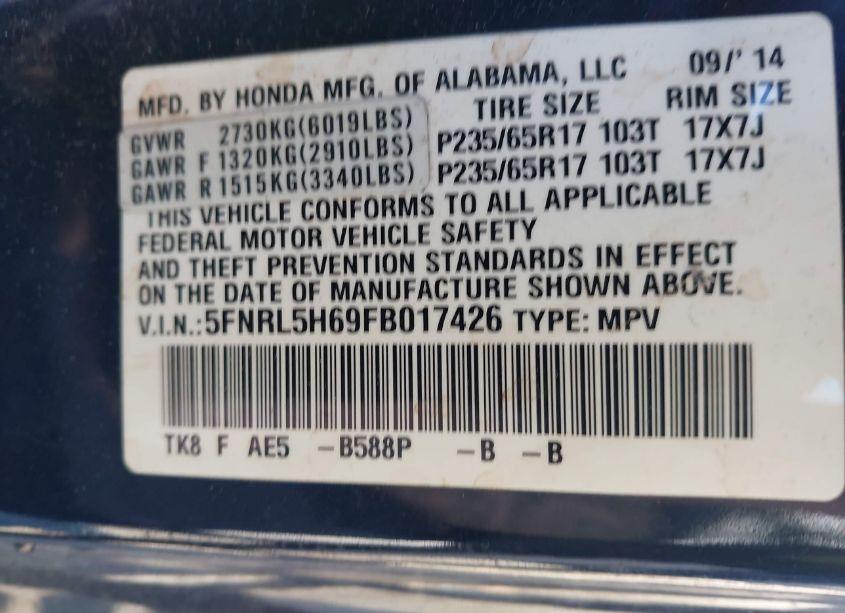 MFD. BY HONDA MFG. OF ALABAMA, LLC 09/' 14
TIRE SIZE RIM SIZE
GVWR 2730KG(6019LBS)
GAWR F 1320KG(2910LBS) P235/65R17 103T 17X7J
GAWR R 1515KG(3340LBS) P235/65R17 103T 17X7J
THIS VEHICLE CONFORMS TO ALL APPLICABLE
FEDERAL MOTOR VEHICLE SAFETY
AND THEFT PREVENTION STANDARDS IN EFFECT
ON THE DATE OF MANUFACTURE SHOWN ABOVE.
V.I.N.:5FNRL5H69FB017426 TYPE: MPV
TK8 F AE5 -B588P -B -B